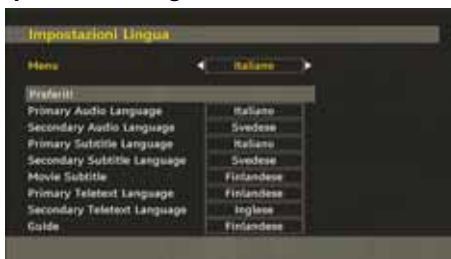 Impostazioni Lingua
Menu Italiano
Preferiti
Primary Audio Language Italiano
Secondary Audio Language Svedese
Primary Subtitle Language Italiano
Secondary Subtitle Language Svedese
Movie Subtitle Finlandese
Primary Teletext Language Finlandese
Secondary Teletext Language Inglese
Guide Finlandese